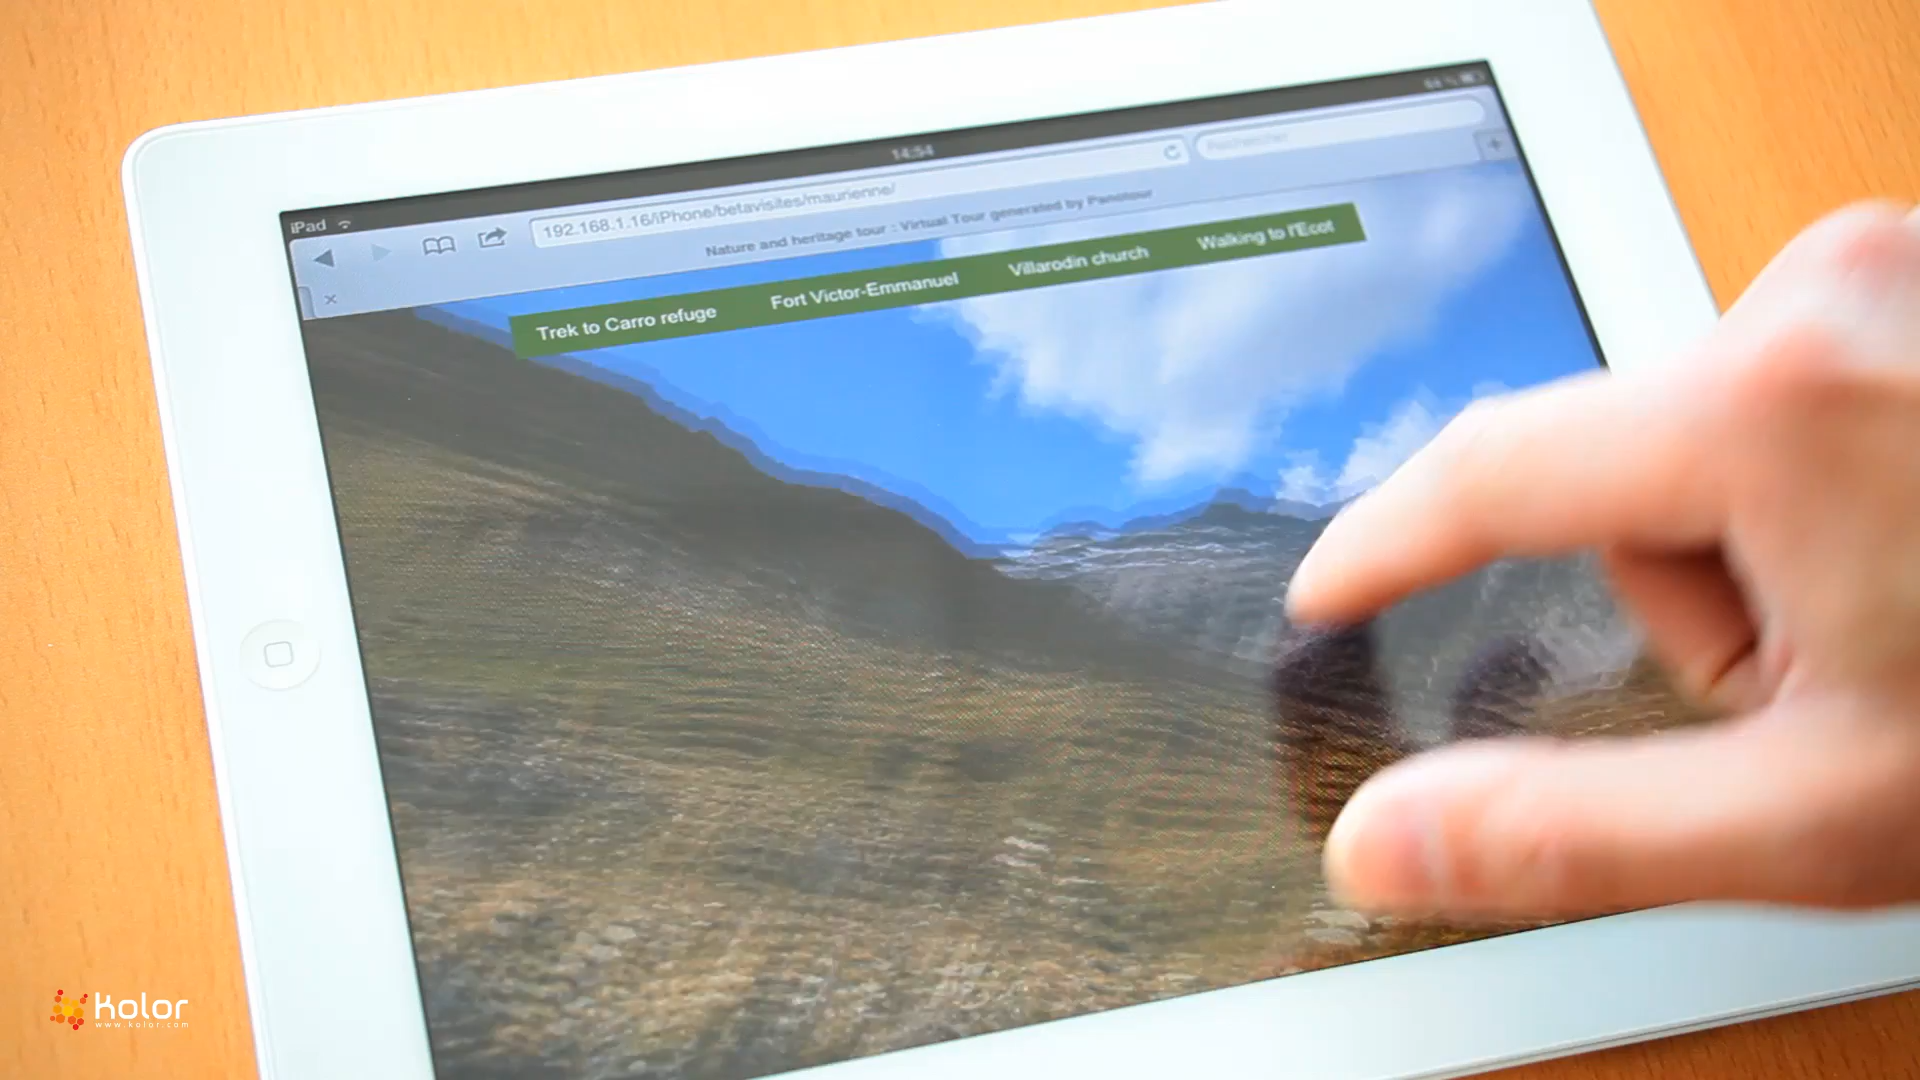 14:54
iPad
192.168.1.16/iPhone/betavisites/maurienne/
Rechercher
Nature and heritage tour : Virtual Tour generated by Panotour
Trek to Carro refuge
Fort Victor-Emmanuel
Villarodin church
Walking to l'Ecot
kolor
www.kolor.com